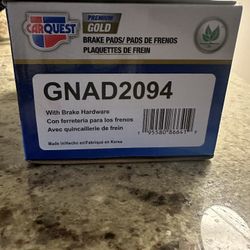 CARQUEST
PREMIUM
GOLD
BRAKE PADS/ PADS DE FRENOS
PLAQUETTES DE FREIN
GNAD2094
With Brake Hardware
Con ferretería para los frenos
Avec quincaillerie de frein
Made in/Hecho en/Fabriqué en Korea